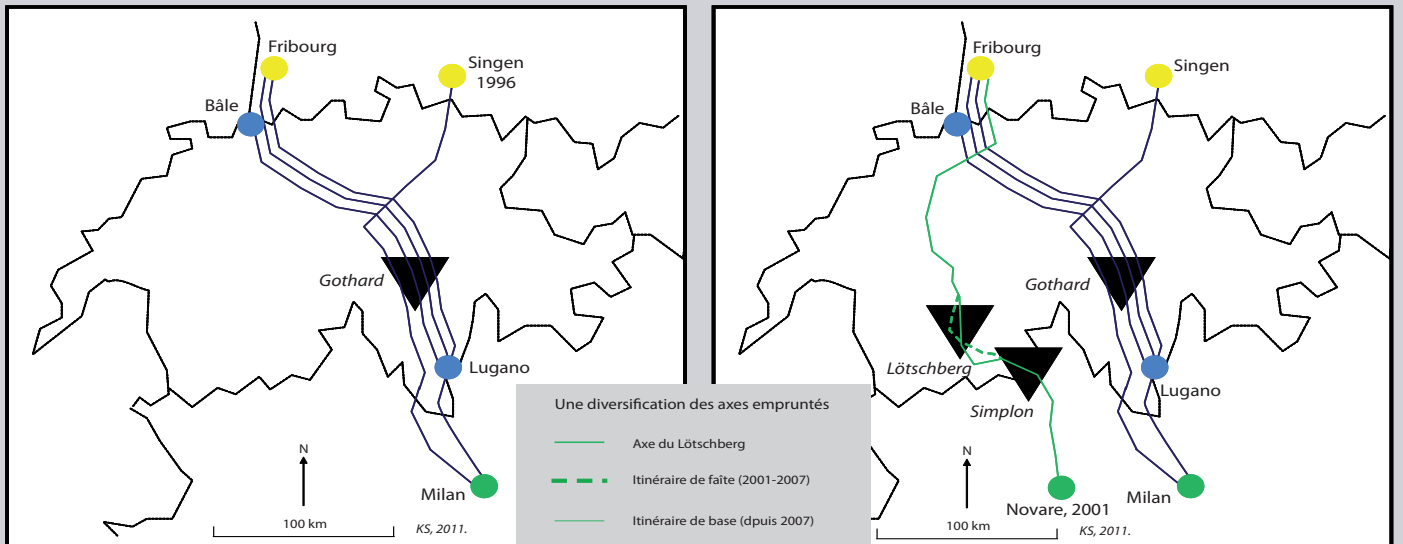 Fribourg
Singen
1996
Bâle
Gothard
Lugano
Milan
N
100 km
KS, 2011.
Fribourg
Singen
Bâle
Gothard
Lötschberg
Simplon
Lugano
Milan
Novare, 2001
N
100 km
KS, 2011.
Une diversification des axes empruntés
Axe du Lötschberg
Itinéraire de faîte (2001-2007)
Itinéraire de base (dpuis 2007)